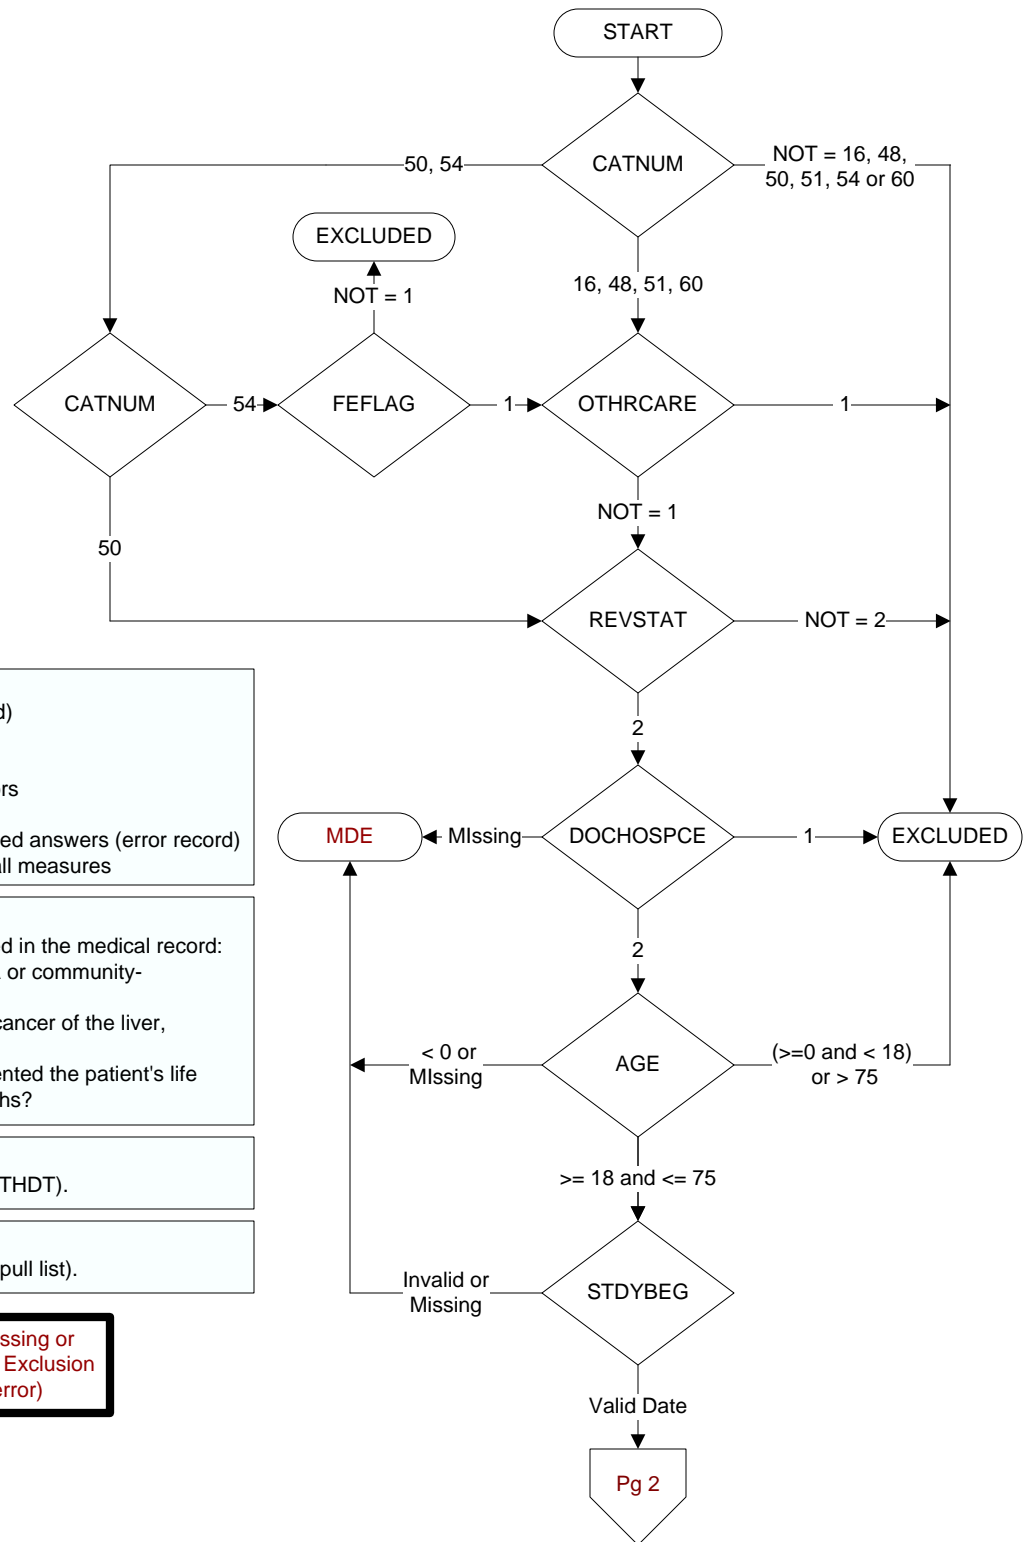 START
CATNUM
50, 54
NOT = 16, 48,
50, 51, 54 or 60
EXCLUDED
NOT = 1
16, 48, 51, 60
CATNUM
54
FEFLAG
1
OTHRCARE
1
NOT = 1
50
REVSTAT
NOT = 2
2
MDE
MIssing
DOCHOSPCE
1
EXCLUDED
2
< 0 or
MIssing
AGE
(>=0 and < 18)
or > 75
>= 18 and <= 75
Invalid or
Missing
STDYBEG
Valid Date
Pg 2
d)
ors
ed answers (error record)
all measures
ed in the medical record:
or community-
cancer of the liver,
ented the patient's life
hs?
THDT).
pull list).
ssing or
Exclusion
error)